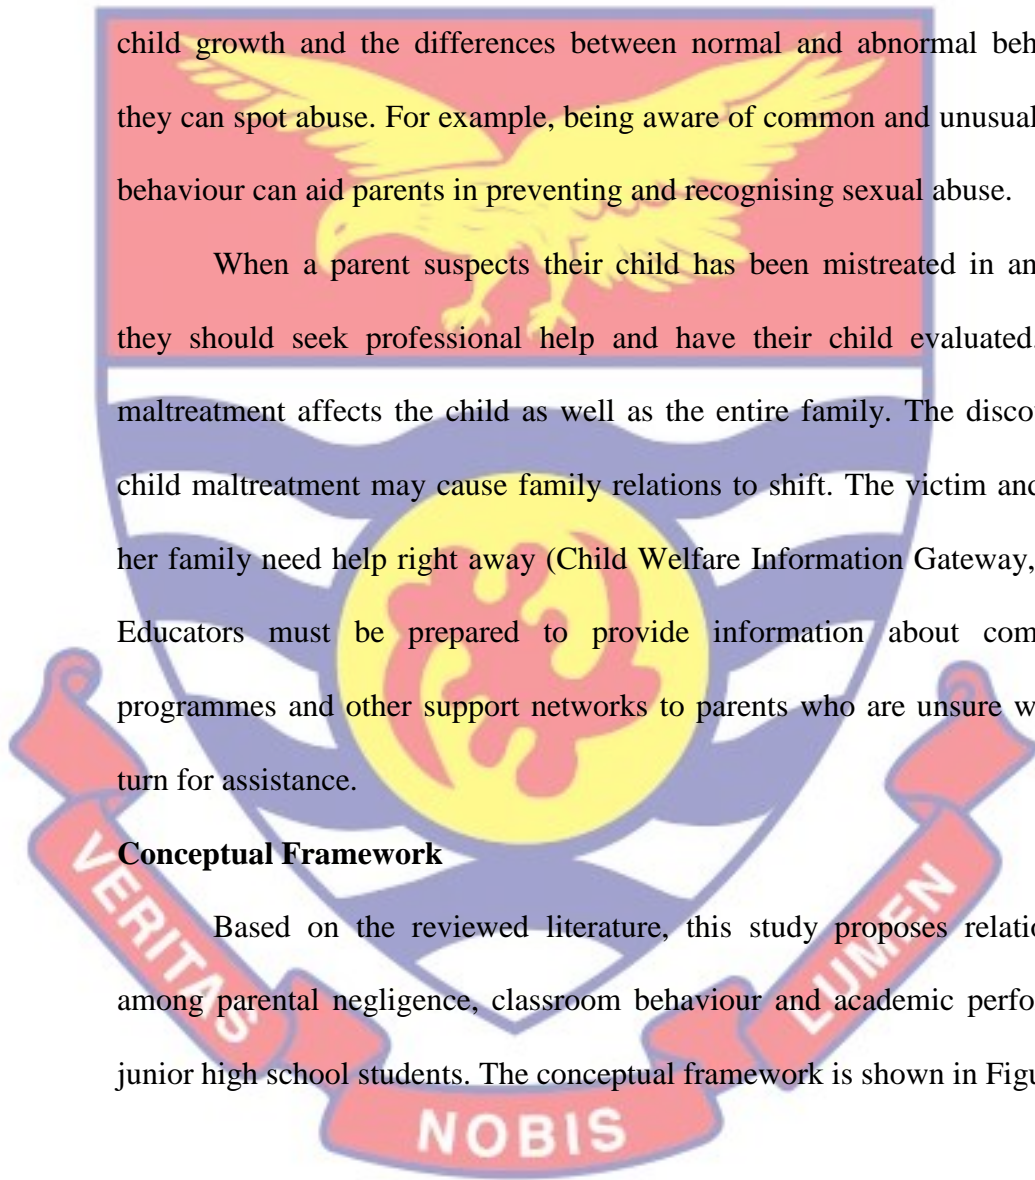 child growth and the differences between normal and abnormal beh
they can spot abuse. For example, being aware of common and unusual
behaviour can aid parents in preventing and recognising sexual abuse.
When a parent suspects their child has been mistreated in an
they should seek professional help and have their child evaluated.
maltreatment affects the child as well as the entire family. The disco
child maltreatment may cause family relations to shift. The victim and
her family need help right away (Child Welfare Information Gateway,
Educators must be prepared to provide information about com
programmes and other support networks to parents who are unsure w
turn for assistance.
Conceptual Framework
Based on the reviewed literature, this study proposes relatio
among parental negligence, classroom behaviour and academic perfo
junior high school students. The conceptual framework is shown in Figu
VERITAS
NOBIS
LUMEN